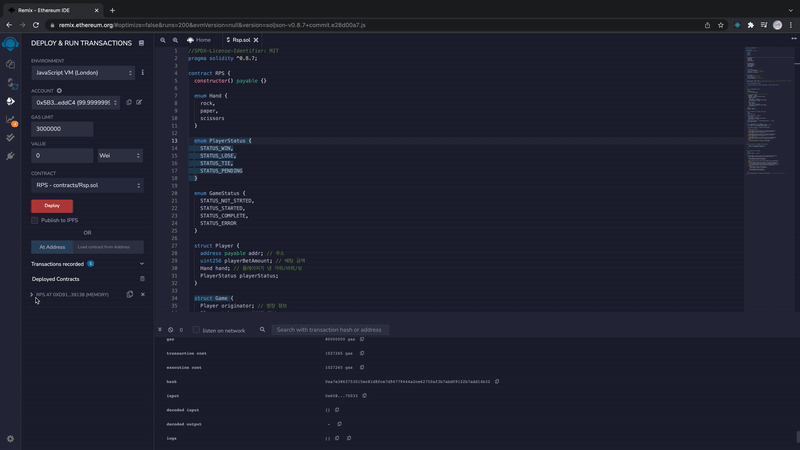 Remix - Ethereum IDE
remix.ethereum.org/#optimize=false&runs=200&evmVersion=null&version=soljson-v0.8.7+commit.e28d00a7.js
DEPLOY & RUN TRANSACTIONS
ENVIRONMENT
JavaScript VM (London)
ACCOUNT
0x5B3...eddC4 (99.9999999
GAS LIMIT
3000000
VALUE
0
Wei
CONTRACT
RPS - contracts/Rsp.sol
Deploy
Publish to IPFS
OR
At Address
Load contract from Address
Transactions recorded
Deployed Contracts
RPS AT 0XD91...39138 (MEMORY)
Home
Rsp.sol
1 //SPDX-License-Identifier: MIT
2 pragma solidity ^0.8.7;
3
4 contract RPS {
5 constructor() payable {}
6
7 enum Hand {
8 rock,
9 paper,
10 scissors
11 }
12
13 enum PlayerStatus {
14 STATUS_WIN,
15 STATUS_LOSE,
16 STATUS_TIE,
17 STATUS_PENDING
18 }
19
20 enum GameStatus {
21 STATUS_NOT_STRTED,
22 STATUS_STARTED,
23 STATUS_COMPLETE,
24 STATUS_ERROR
25 }
26
27 struct Player {
28 address payable addr; // 주소
29 uint256 playerBetAmount; // 베팅 금액
30 Hand hand; // 플레이어가 낸 가위/바위/보
31 PlayerStatus playerStatus;
32 }
33
34 struct Game {
35 Player originator; // 방장 정보
0
listen on network
Search with transaction hash or address
gas
transaction cost
1027265 gas
execution cost
1027265 gas
hash
input
0x608...70033
decoded input
{}
decoded output
-
logs
[]